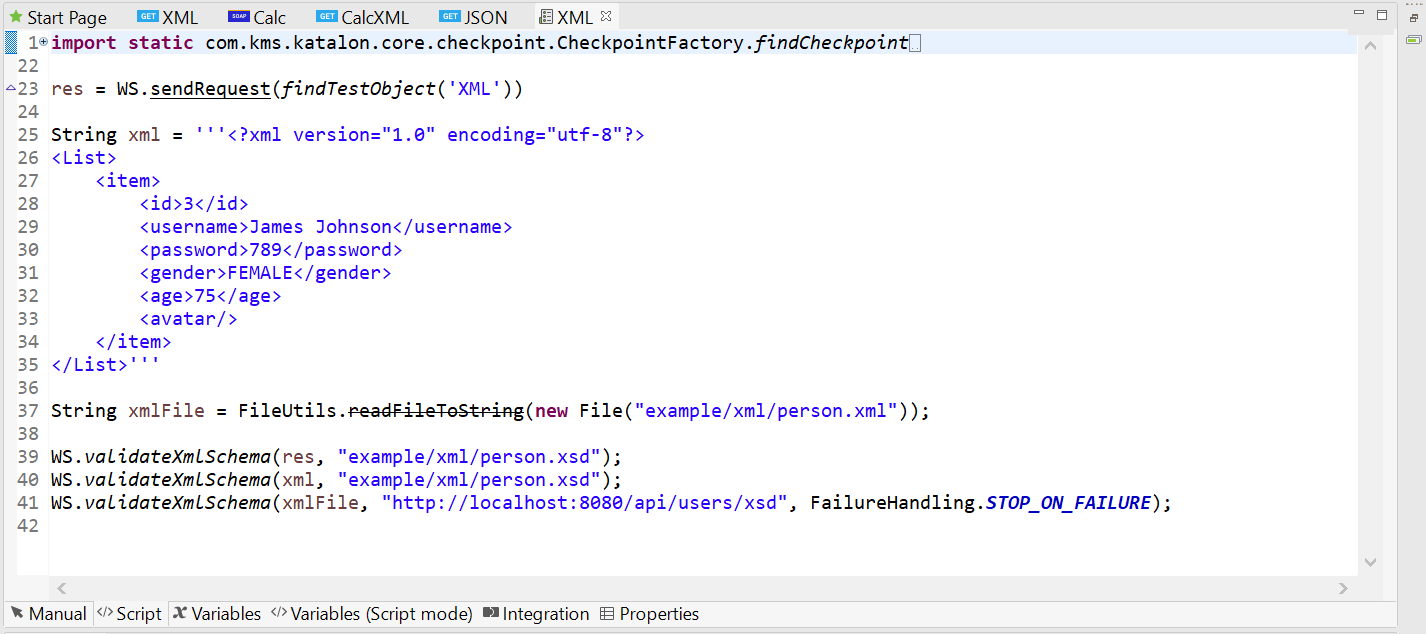 Start Page GET XML SOAP Calc GET CalcXML GET JSON XML
1 import static com.kms.katalon.core.checkpoint.CheckpointFactory.findCheckpoint
22
23 res = WS.sendRequest(findTestObject('XML'))
24
25 String xml = '''<?xml version="1.0" encoding="utf-8"?>
26 <List>
27     <item>
28         <id>3</id>
29         <username>James Johnson</username>
30         <password>789</password>
31         <gender>FEMALE</gender>
32         <age>75</age>
33         <avatar/>
34     </item>
35 </List>'''
36
37 String xmlFile = FileUtils.readFileToString(new File("example/xml/person.xml"));
38
39 WS.validateXmlSchema(res, "example/xml/person.xsd");
40 WS.validateXmlSchema(xml, "example/xml/person.xsd");
41 WS.validateXmlSchema(xmlFile, "http://localhost:8080/api/users/xsd", FailureHandling.STOP_ON_FAILURE);
42
Manual </> Script Variables </> Variables (Script mode) Integration Properties